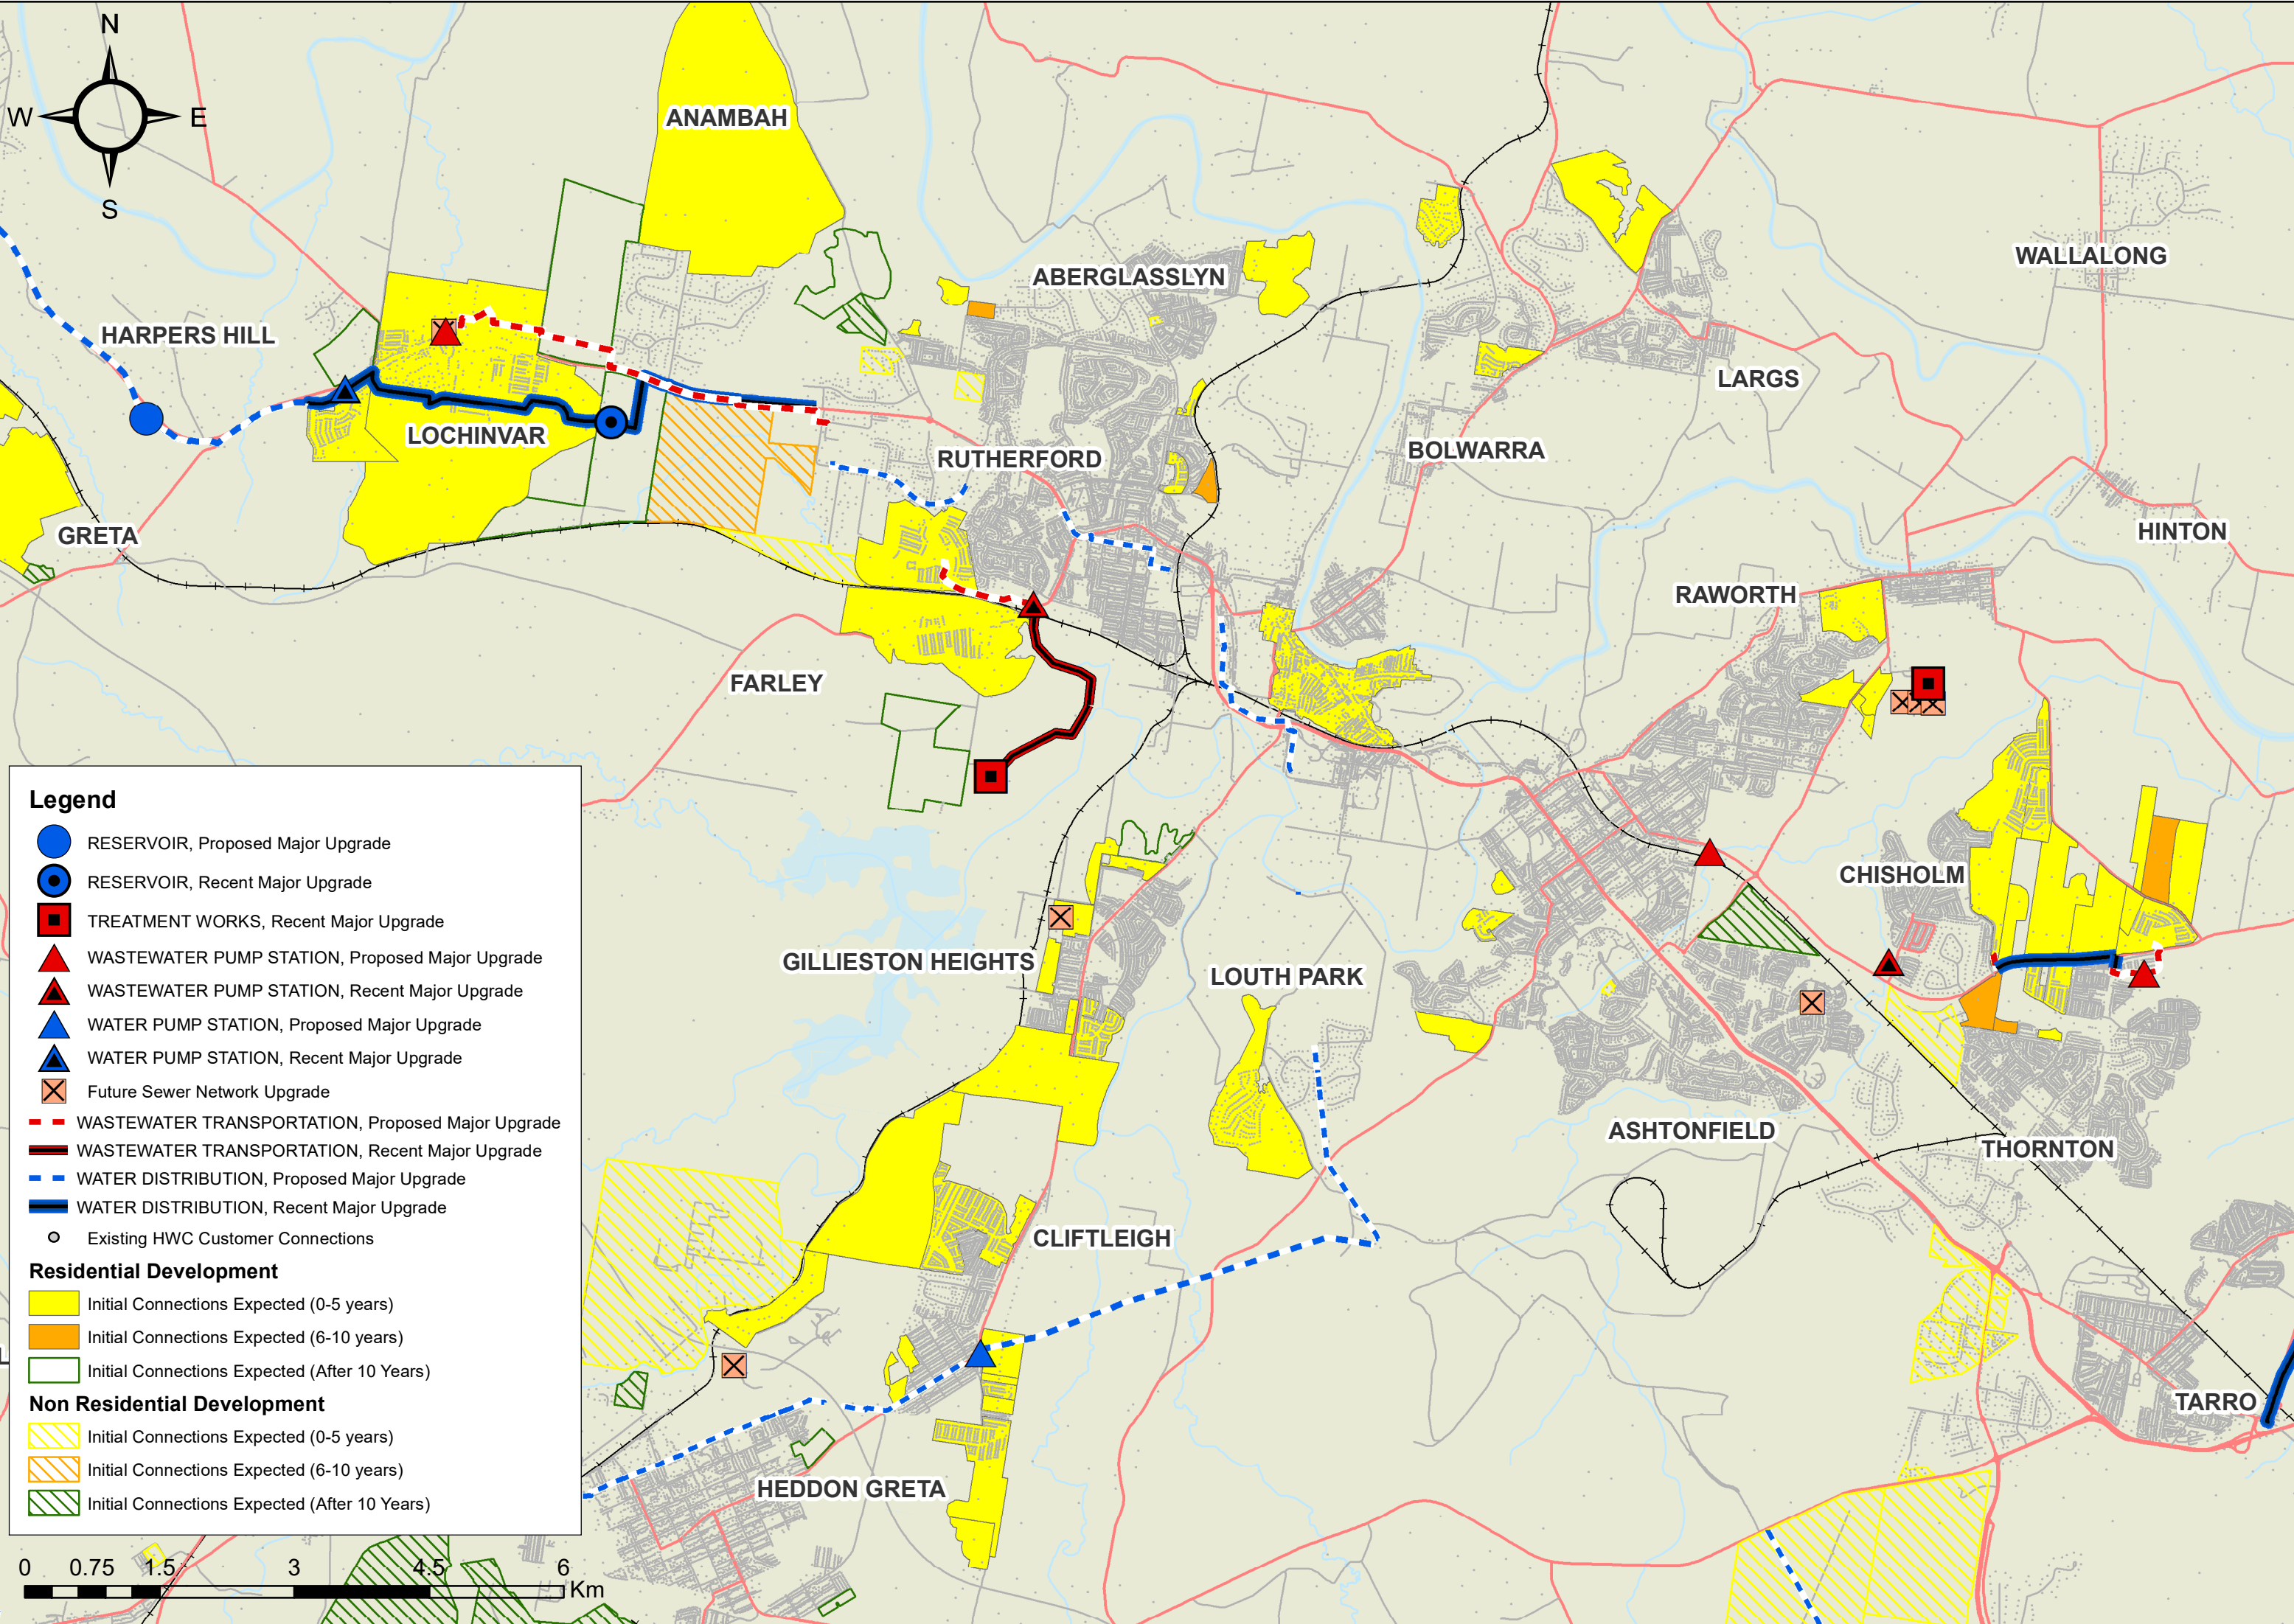 N
W
E
S
ANAMBAH
WALLALONG
ABERGLASSLYN
HARPERS HILL
LARGS
LOCHINVAR
BOLWARRA
RUTHERFORD
GRETA
HINTON
RAWORTH
FARLEY
CHISHOLM
GILLIESTON HEIGHTS
LOUTH PARK
ASHTONFIELD
THORNTON
CLIFTLEIGH
TARRO
HEDDON GRETA
Legend
RESERVOIR, Proposed Major Upgrade
RESERVOIR, Recent Major Upgrade
TREATMENT WORKS, Recent Major Upgrade
WASTEWATER PUMP STATION, Proposed Major Upgrade
WASTEWATER PUMP STATION, Recent Major Upgrade
WATER PUMP STATION, Proposed Major Upgrade
WATER PUMP STATION, Recent Major Upgrade
Future Sewer Network Upgrade
WASTEWATER TRANSPORTATION, Proposed Major Upgrade
WASTEWATER TRANSPORTATION, Recent Major Upgrade
WATER DISTRIBUTION, Proposed Major Upgrade
WATER DISTRIBUTION, Recent Major Upgrade
Existing HWC Customer Connections
Residential Development
Initial Connections Expected (0-5 years)
Initial Connections Expected (6-10 years)
Initial Connections Expected (After 10 Years)
Non Residential Development
Initial Connections Expected (0-5 years)
Initial Connections Expected (6-10 years)
Initial Connections Expected (After 10 Years)
0 0.75 1.5 3 4.5 6
Km